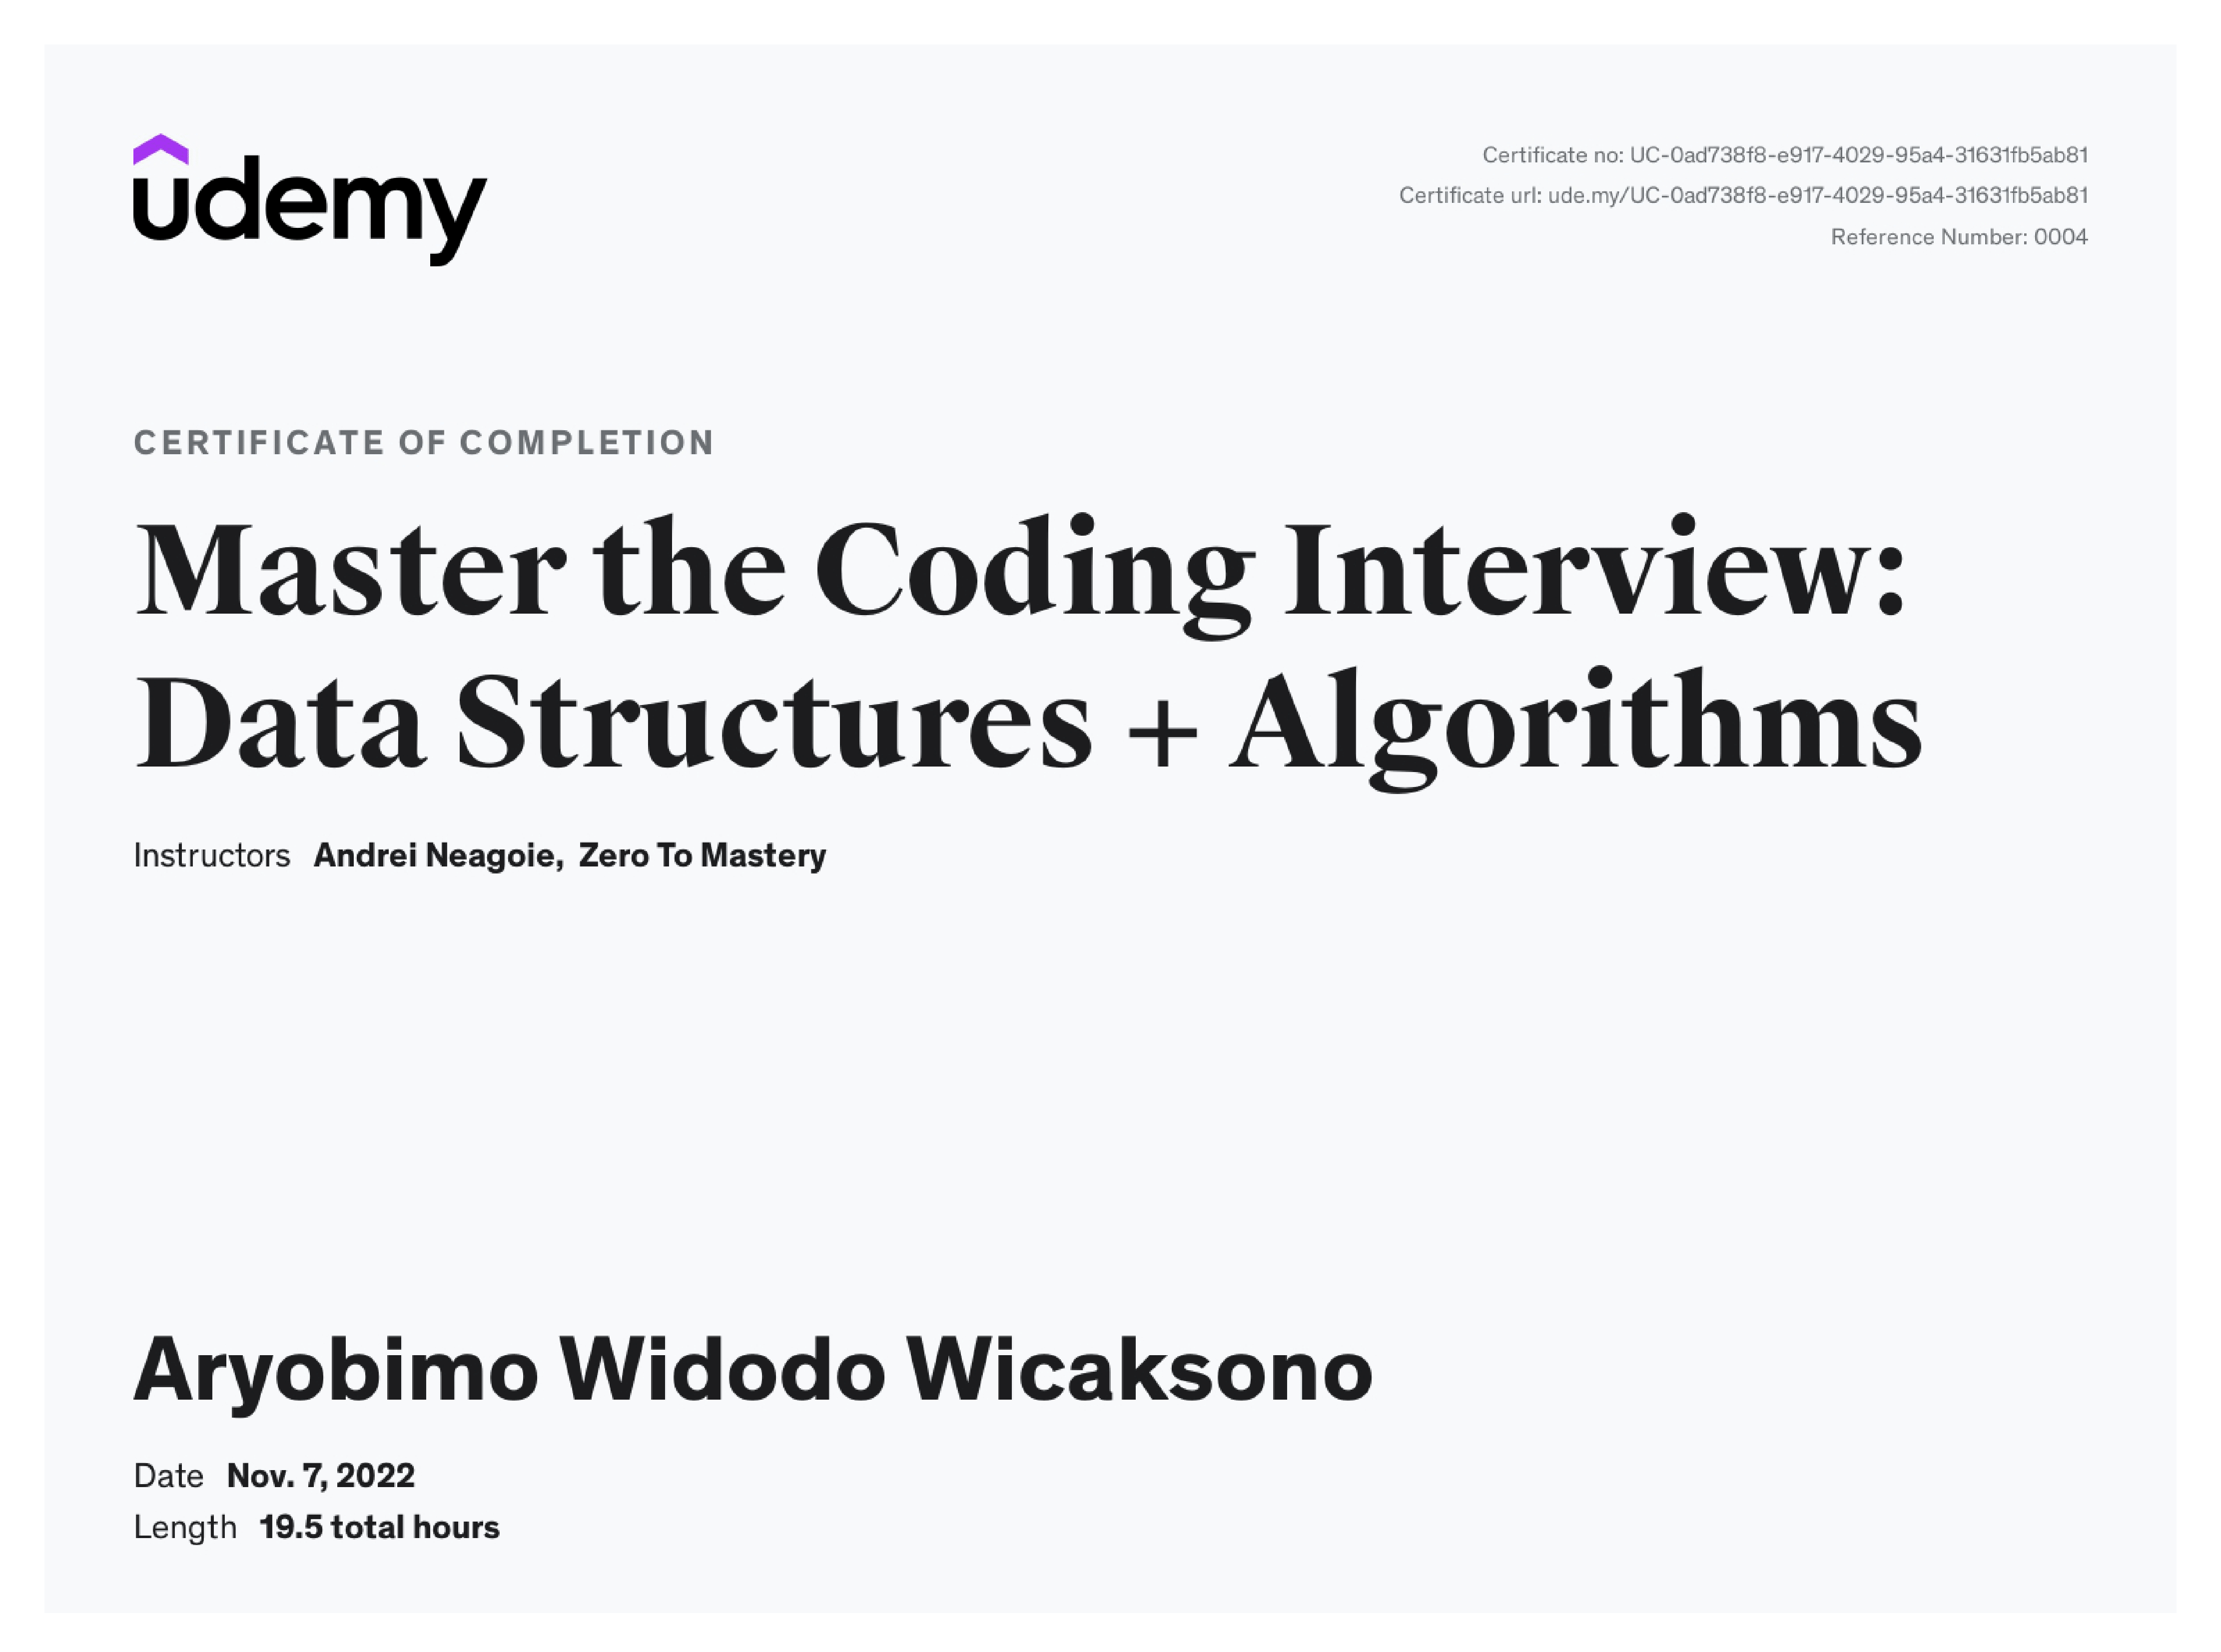 udemy
Certificate no: UC-0ad738f8-e917-4029-95a4-31631fb5ab81
Certificate url: ude.my/UC-0ad738f8-e917-4029-95a4-31631fb5ab81
Reference Number: 0004
CERTIFICATE OF COMPLETION
Master the Coding Interview:
Data Structures + Algorithms
Instructors Andrei Neagoie, Zero To Mastery
Aryobimo Widodo Wicaksono
Date Nov. 7, 2022
Length 19.5 total hours